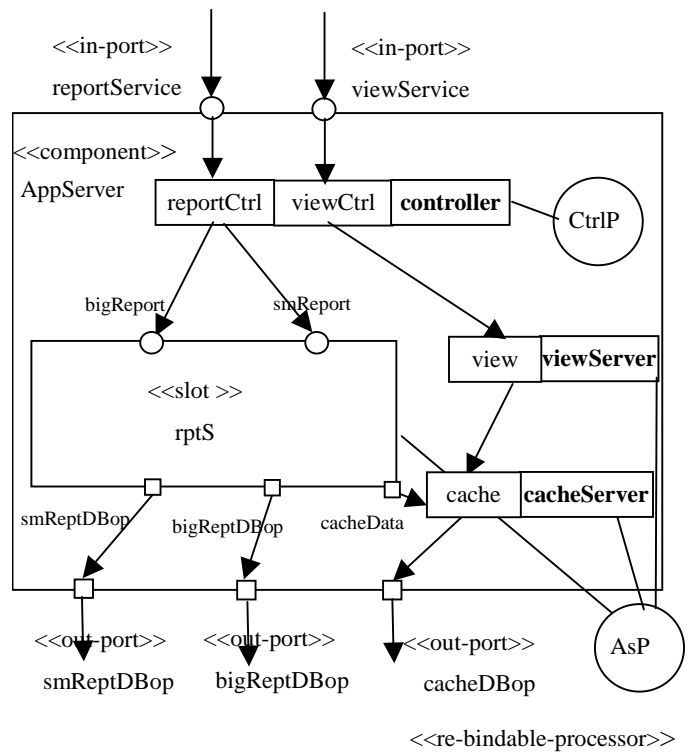 <<in-port>>
reportService
<<in-port>>
viewService
<<component>>
AppServer
reportCtrl
viewCtrl
controller
CtrlP
bigReport
smReport
<<slot >>
rptS
view
viewServer
cache
cacheServer
smReptDBop
bigReptDBop
cacheData
<<out-port>>
smReptDBop
<<out-port>>
bigReptDBop
<<out-port>>
cacheDBop
AsP
<<re-bindable-processor>>